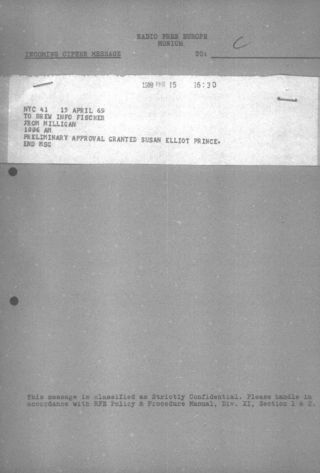 RADIO FREE EUROPE
MUNICH
INCOMING CIPHER MESSAGE TO: C
15 16:30
NYC 41 15 APRIL 69
TO BREW INFO FISCHER
FROM MILLIGAN
1994 AM
PRELIMINARY APPROVAL GRANTED SUSAN ELLIOT PRINCE.
END MSG
This message is classified as Strictly Confidential. Please handle in
accordance with RFE Policy & Procedure Manual, Div. XI, Section 1 & 2.